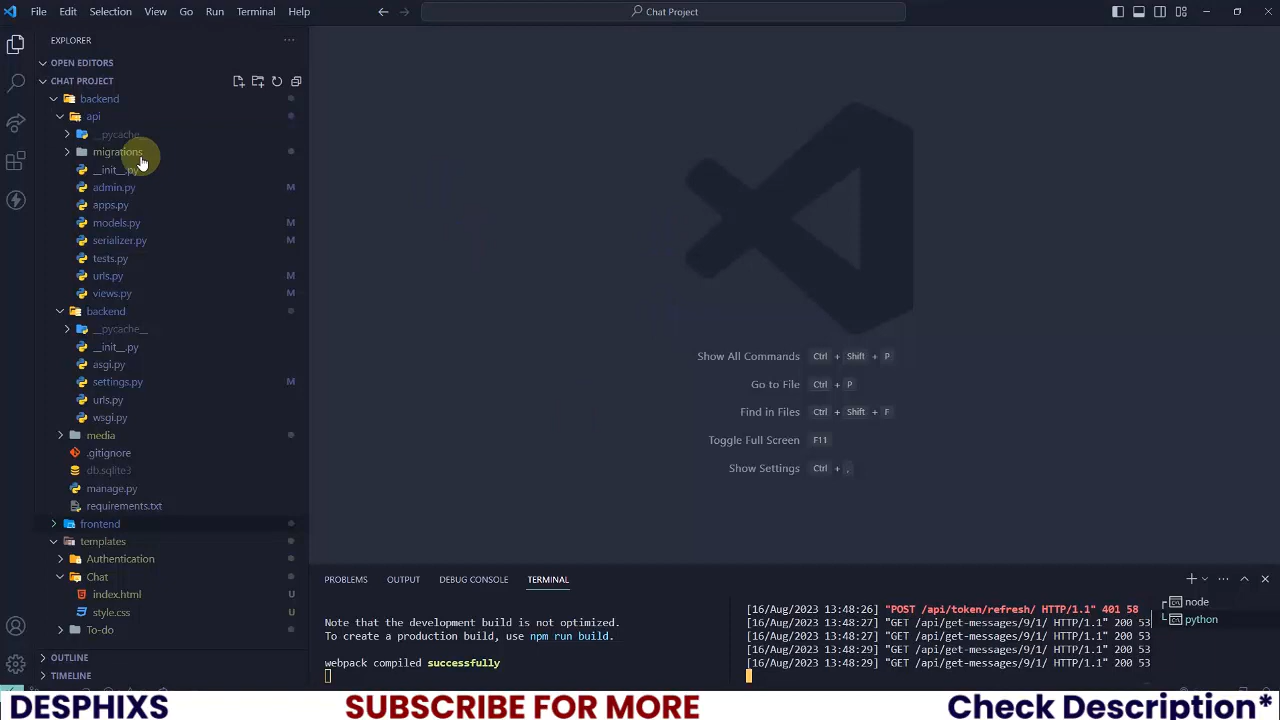 File Edit Selection View Go Run Terminal Help
Chat Project
EXPLORER
OPEN EDITORS
CHAT PROJECT
backend
api
__pycache__
migrations
__init__.py
admin.py M
apps.py
models.py M
serializer.py M
tests.py
urls.py M
views.py M
backend
__pycache__
__init__.py
asgi.py
settings.py M
urls.py
wsgi.py
media
.gitignore
db.sqlite3
manage.py
requirements.txt
frontend
templates
Authentication
Chat
index.html U
style.css U
To-do
OUTLINE
TIMELINE
Show All Commands Ctrl + Shift + P
Go to File Ctrl + P
Find in Files Ctrl + Shift + F
Toggle Full Screen F11
Show Settings Ctrl + ,
PROBLEMS OUTPUT DEBUG CONSOLE TERMINAL
Note that the development build is not optimized.
To create a production build, use npm run build.
webpack compiled successfully
[16/Aug/2023 13:48:26] "POST /api/token/refresh/ HTTP/1.1" 401 58
[16/Aug/2023 13:48:27] "GET /api/get-messages/9/1/ HTTP/1.1" 200 53
[16/Aug/2023 13:48:27] "GET /api/get-messages/9/1/ HTTP/1.1" 200 53
[16/Aug/2023 13:48:29] "GET /api/get-messages/9/1/ HTTP/1.1" 200 53
[16/Aug/2023 13:48:29] "GET /api/get-messages/9/1/ HTTP/1.1" 200 53
node
python
DESPHIXS
SUBSCRIBE FOR MORE
Check Description*